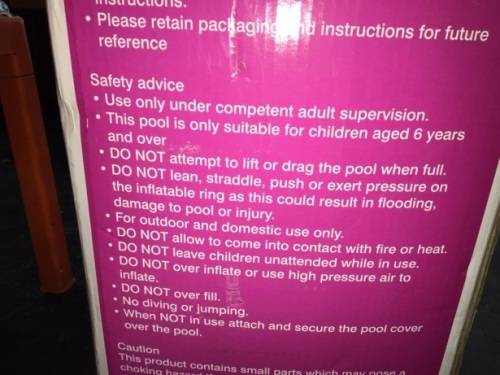 instructions.
• Please retain packaging and instructions for future
reference
Safety advice
• Use only under competent adult supervision.
• This pool is only suitable for children aged 6 years
and over
• DO NOT attempt to lift or drag the pool when full.
• DO NOT lean, straddle, push or exert pressure on
the inflatable ring as this could result in flooding,
damage to pool or injury.
• For outdoor and domestic use only.
• DO NOT allow to come into contact with fire or heat.
• DO NOT leave children unattended while in use.
• DO NOT over inflate or use high pressure air to
inflate.
• DO NOT over fill.
• No diving or jumping.
• When NOT in use attach and secure the pool cover
over the pool.
Caution
This product contains small parts which may pose a
choking